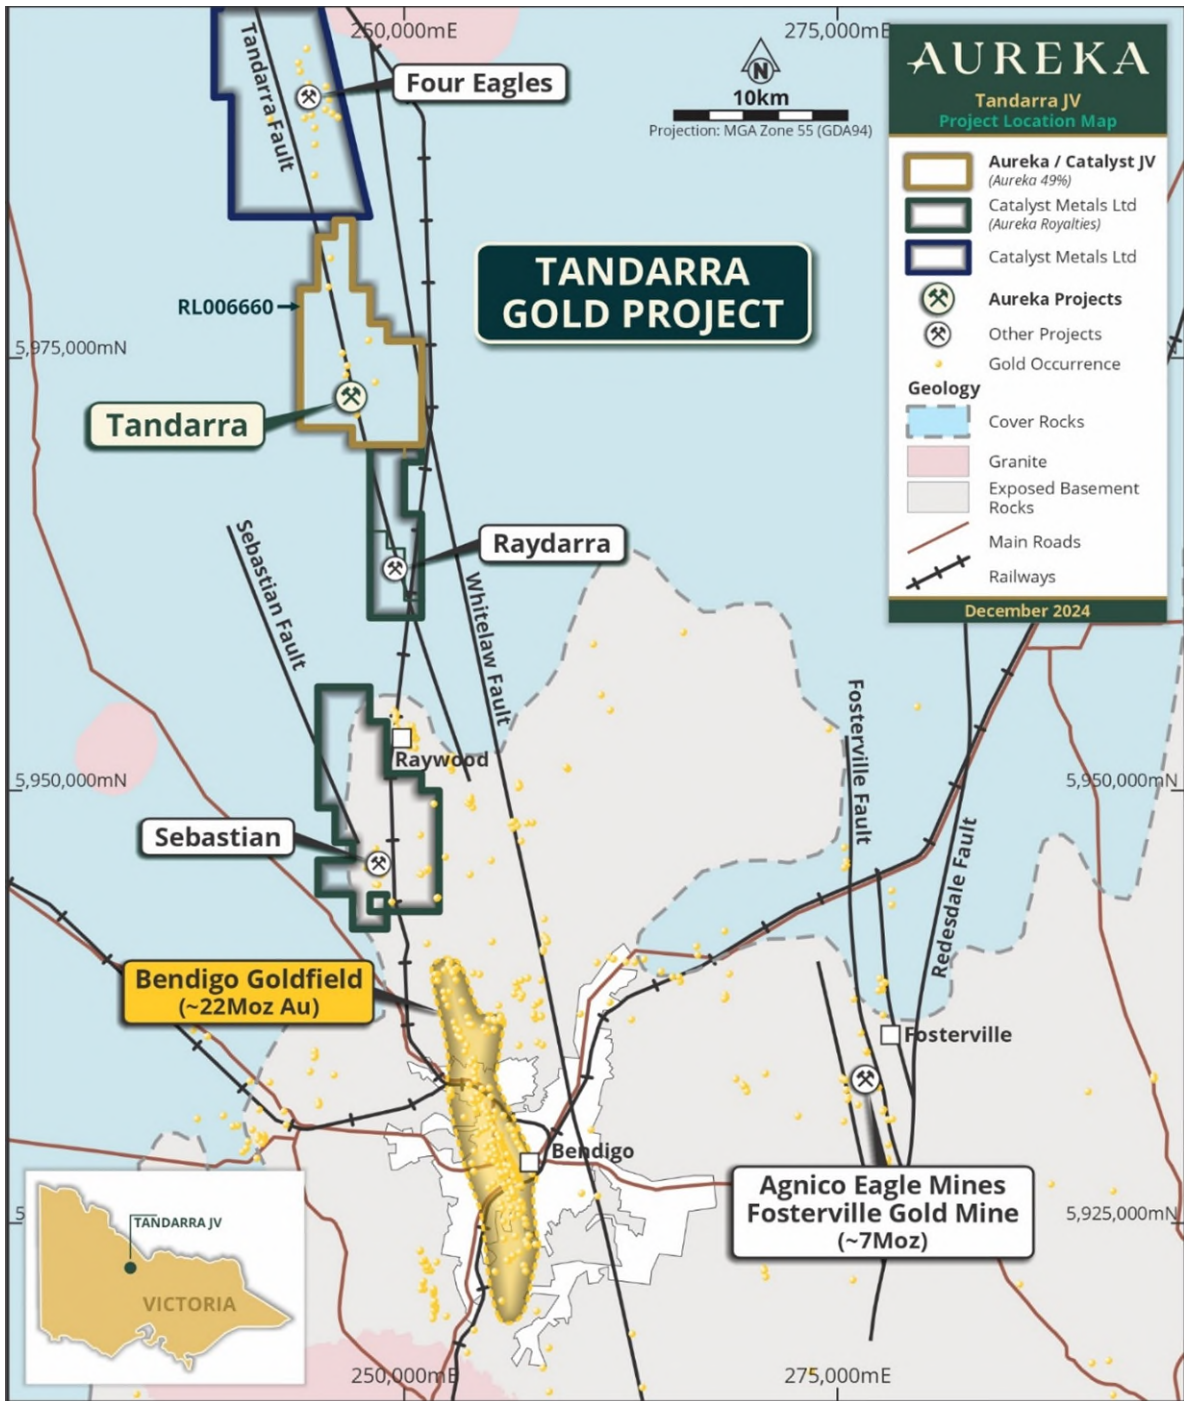 250,000mE
275,000mE
Tandarra Fault
Four Eagles
N
10km
Projection: MGA Zone 55 (GDA94)
AUREKA
Tandarra JV
Project Location Map
Aureka / Catalyst JV
(Aureka 49%)
Catalyst Metals Ltd
(Aureka Royalties)
Catalyst Metals Ltd
Aureka Projects
Other Projects
Gold Occurrence
Geology
Cover Rocks
Granite
Exposed Basement
Rocks
Main Roads
Railways
December 2024
TANDARRA
GOLD PROJECT
RL006660
5,975,000mN
Tandarra
Raydarra
Sebastian Fault
Whitelaw Fault
Fosterville Fault
Redesdale Fault
Raywood
5,950,000mN
5,950,000mN
Sebastian
Bendigo Goldfield
(~22Moz Au)
Fosterville
Bendigo
Agnico Eagle Mines
Fosterville Gold Mine
(~7Moz)
5,925,000mN
TANDARRA JV
VICTORIA
250,000mE
275,000mE